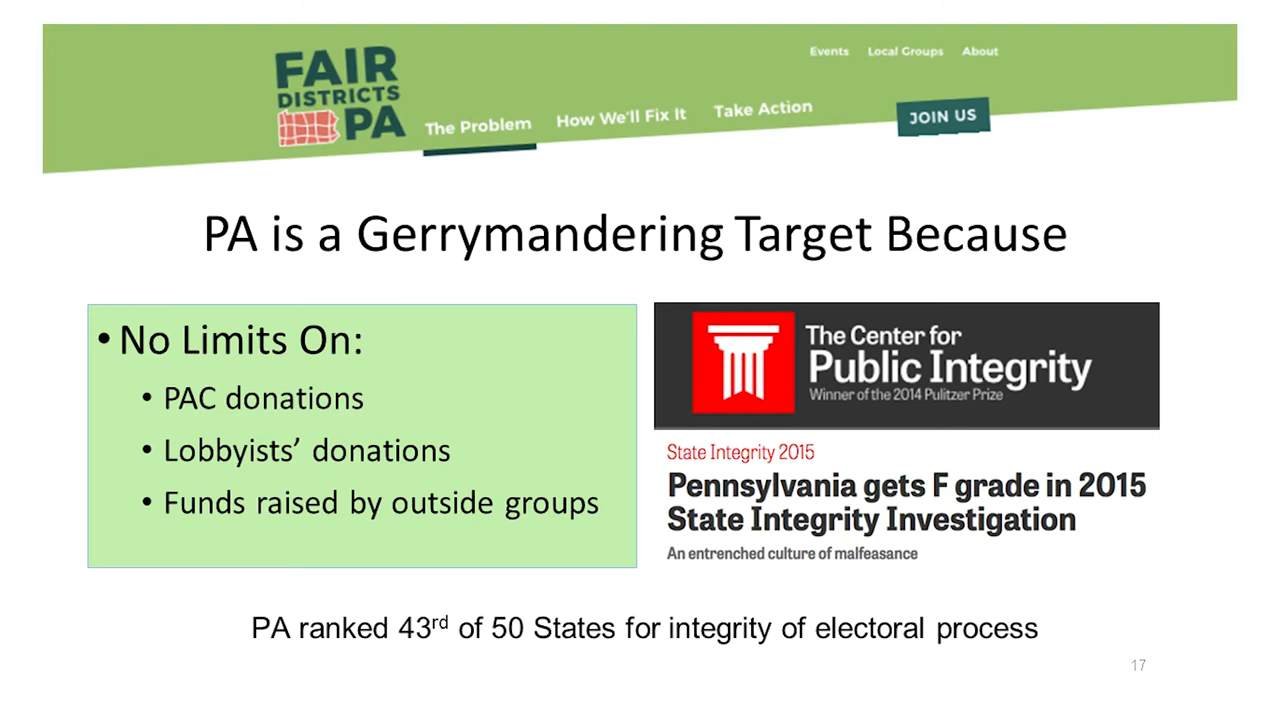 FAIR
DISTRICTS
PA
Events Local Groups About
The Problem How We'll Fix It Take Action JOIN US
PA is a Gerrymandering Target Because
• No Limits On:
• PAC donations
• Lobbyists’ donations
• Funds raised by outside groups
The Center for
Public Integrity
Winner of the 2014 Pulitzer Prize
State Integrity 2015
Pennsylvania gets F grade in 2015
State Integrity Investigation
An entrenched culture of malfeasance
PA ranked 43rd of 50 States for integrity of electoral process
17